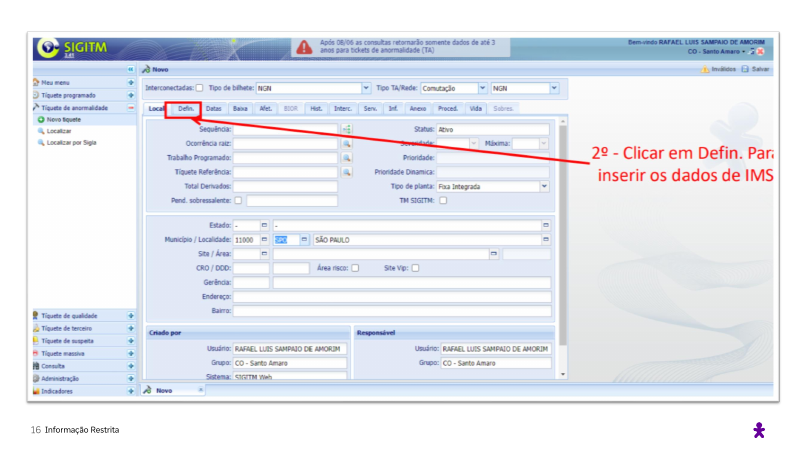 SIGITM
Após 08/06 as consultas retornarão somente dados de até 3
anos para tickets de anormalidade (TA)
Bem-vindo RAFAEL LUIS SAMPAIO DE AMORIM
CO - Santo Amaro
Novo
Inválidos Salvar
Meu menu
Tíquete programado
Tíquete de anormalidade
Novo tíquete
Localizar
Localizar por Sigla
Interconectadas: Tipo de bilhete: NGN Tipo TA/Rede: Comutação NGN
Local Defin. Datas Baixa Afet. BIOR Hist. Interc. Serv. Inf. Anexo Proced. Vida Sobres.
Sequência: Status: Ativo
Ocorrência raiz: Severidade: Máxima:
Trabalho Programado: Prioridade:
Tíquete Referência: Prioridade Dinamica:
Total Derivados: Tipo de planta: Fixa Integrada
Pend. sobressalente: TM SIGITM:
2º - Clicar em Defin. Para
inserir os dados de IMS
Estado: - -
Município / Localidade: 11000 SPO SÃO PAULO
Site / Área:
CRO / DDD: Área risco: Site Vip:
Gerência:
Endereço:
Bairro:
Criado por Responsável
Usuário: RAFAEL LUIS SAMPAIO DE AMORIM Usuário: RAFAEL LUIS SAMPAIO DE AMORIM
Grupo: CO - Santo Amaro Grupo: CO - Santo Amaro
Sistema: SIGITM Web
Tíquete de qualidade
Tíquete de terceiro
Tíquete de suspeita
Tíquete massiva
Consulta
Administração
Indicadores
Novo
16 Informação Restrita